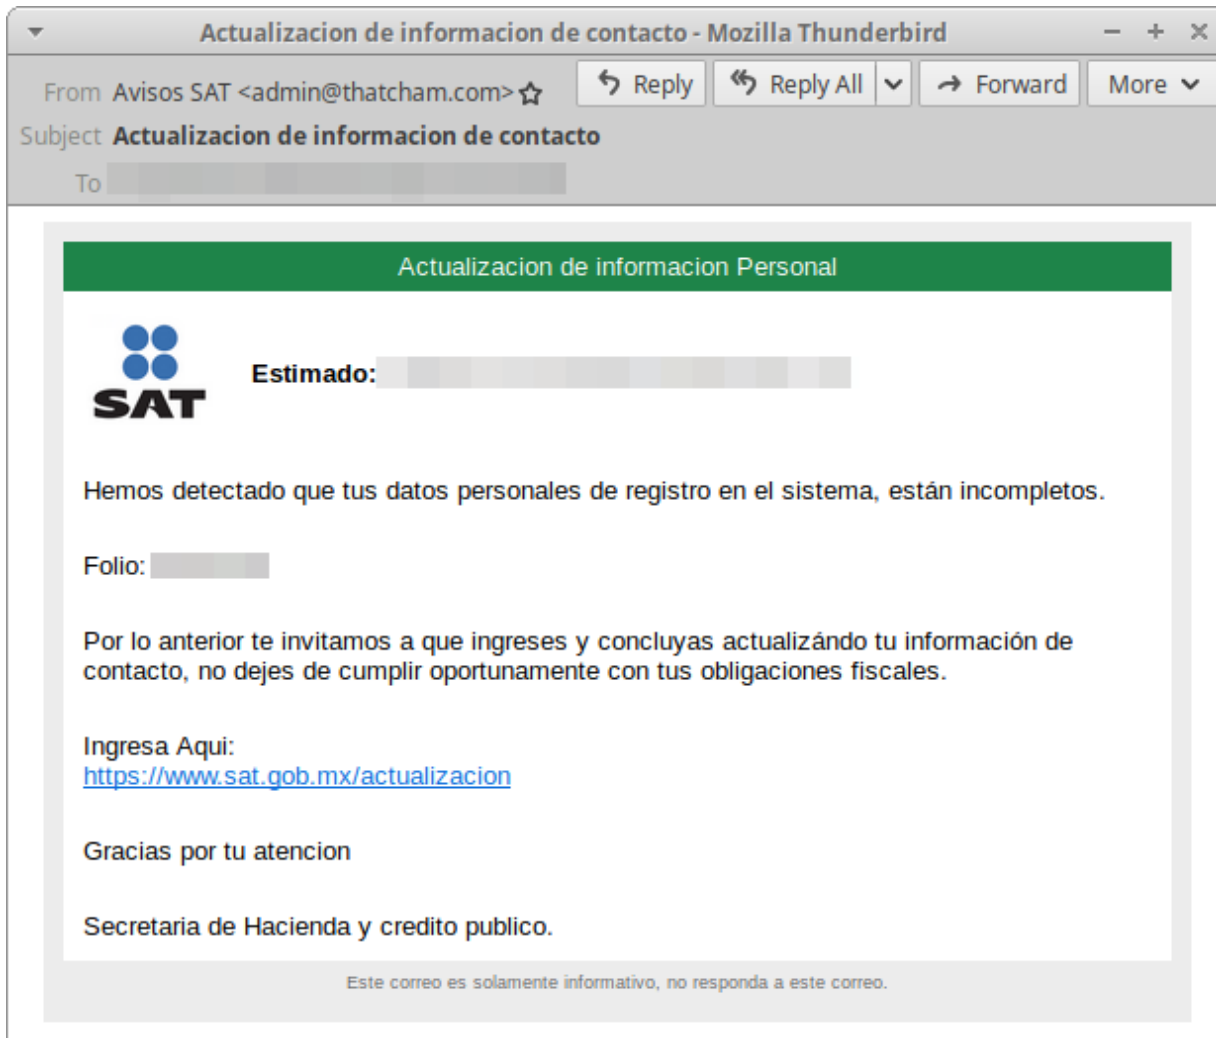 Actualizacion de informacion de contacto - Mozilla Thunderbird
From Avisos SAT <admin@thatcham.com> Reply Reply All Forward More
Subject Actualizacion de informacion de contacto
To
Actualizacion de informacion Personal
SAT
Estimado:
Hemos detectado que tus datos personales de registro en el sistema, están incompletos.
Folio:
Por lo anterior te invitamos a que ingreses y concluyas actualizándo tu información de
contacto, no dejes de cumplir oportunamente con tus obligaciones fiscales.
Ingresa Aqui:
https://www.sat.gob.mx/actualizacion
Gracias por tu atencion
Secretaria de Hacienda y credito publico.
Este correo es solamente informativo, no responda a este correo.